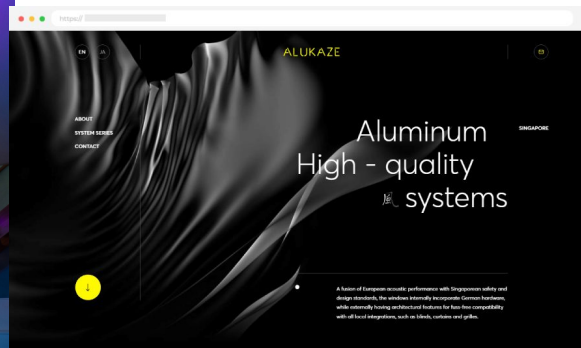 https://
EN JA
ALUKAZE
ABOUT
SYSTEM SERIES
CONTACT
Aluminum
High - quality
systems
SINGAPORE
A fusion of European acoustic performance with Singaporean safety and
design standards, the windows internally incorporate German hardware,
while externally having architectural features for fuss-free compatibility
with all local integrations, such as blinds, curtains and grilles.